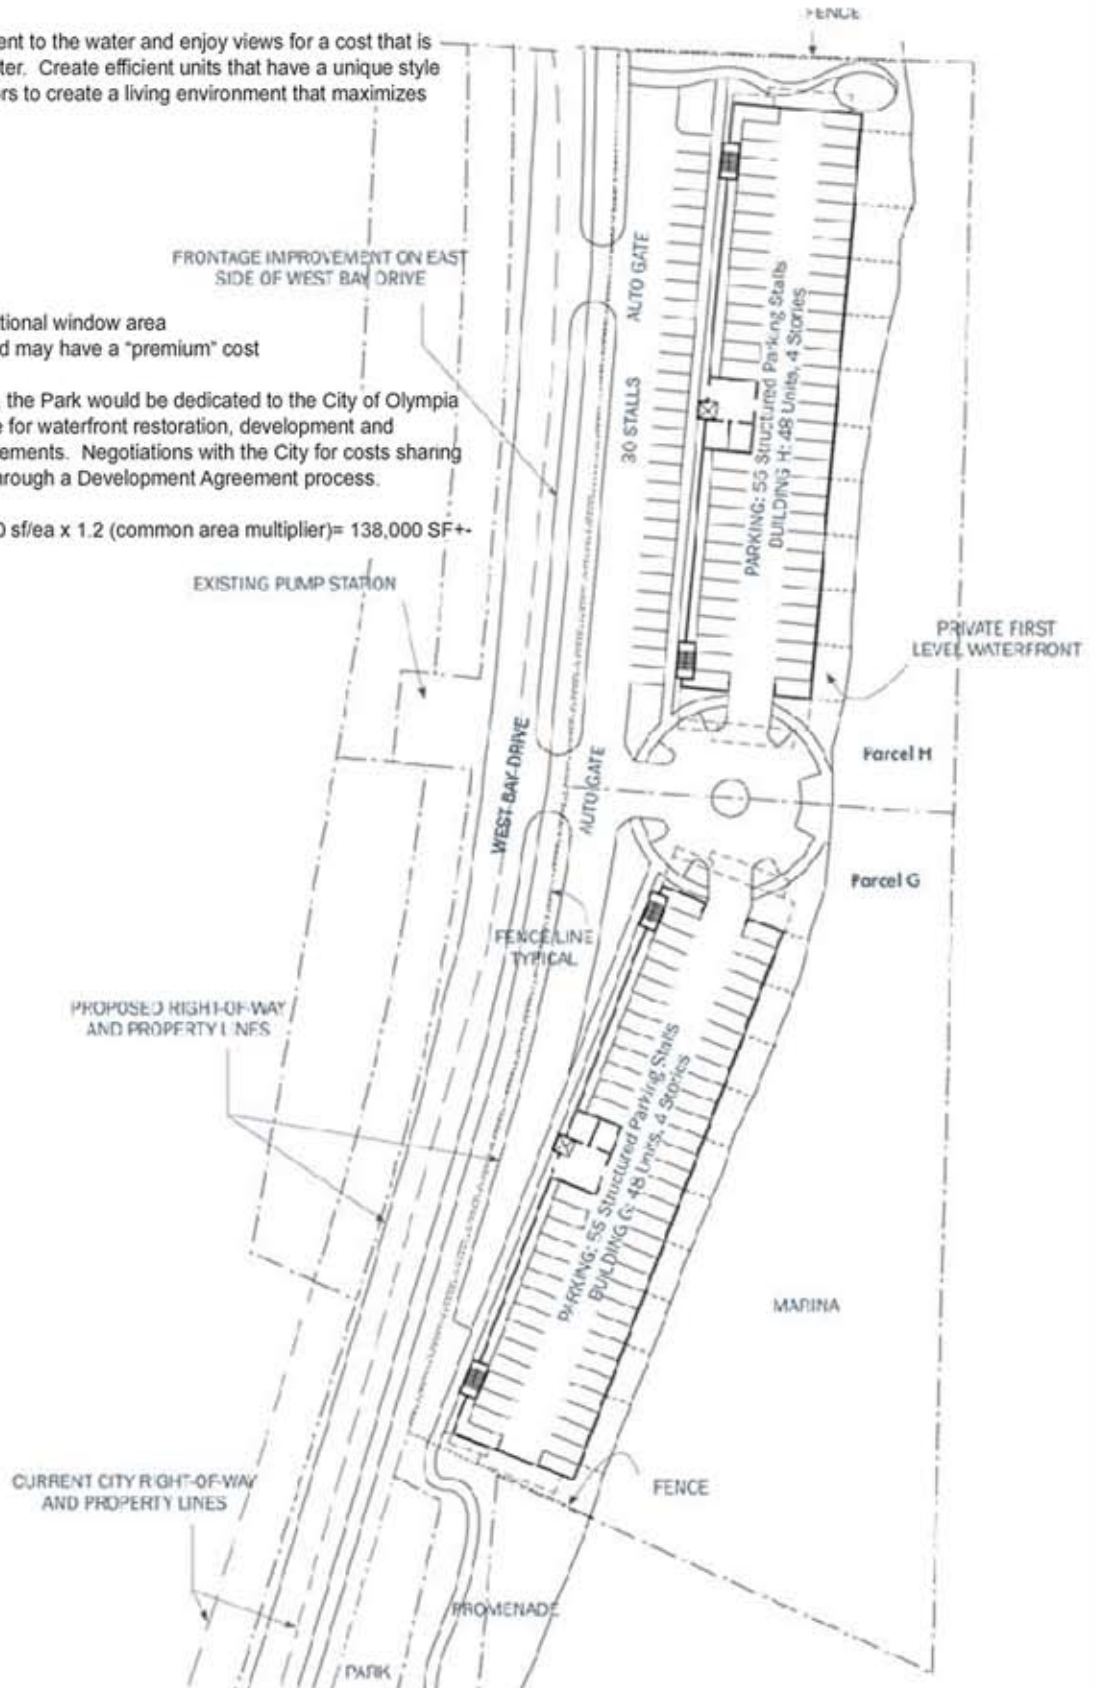 FENCE
ent to the water and enjoy views for a cost that is
ter. Create efficient units that have a unique style
rs to create a living environment that maximizes
FRONTAGE IMPROVEMENT ON EAST
SIDE OF WEST BAY DRIVE
AUTO GATE
tional window area
d may have a "premium" cost
the Park would be dedicated to the City of Olympia
e for waterfront restoration, development and
ements. Negotiations with the City for costs sharing
hrough a Development Agreement process.
0 sf/ea x 1.2 (common area multiplier)= 138,000 SF+-
30 STALLS
PARKING: 55 Structured Parking Stalls
BUILDING H: 48 Units, 4 Stories
EXISTING PUMP STATION
PRIVATE FIRST
LEVEL WATERFRONT
WEST BAY DRIVE
AUTO GATE
Parcel H
Parcel G
FENCE LINE
TYPICAL
PROPOSED RIGHT-OF-WAY
AND PROPERTY LINES
PARKING: 55 Structured Parking Stalls
BUILDING G: 48 Units, 4 Stories
MARINA
CURRENT CITY RIGHT-OF-WAY
AND PROPERTY LINES
FENCE
PROMENADE
PARK